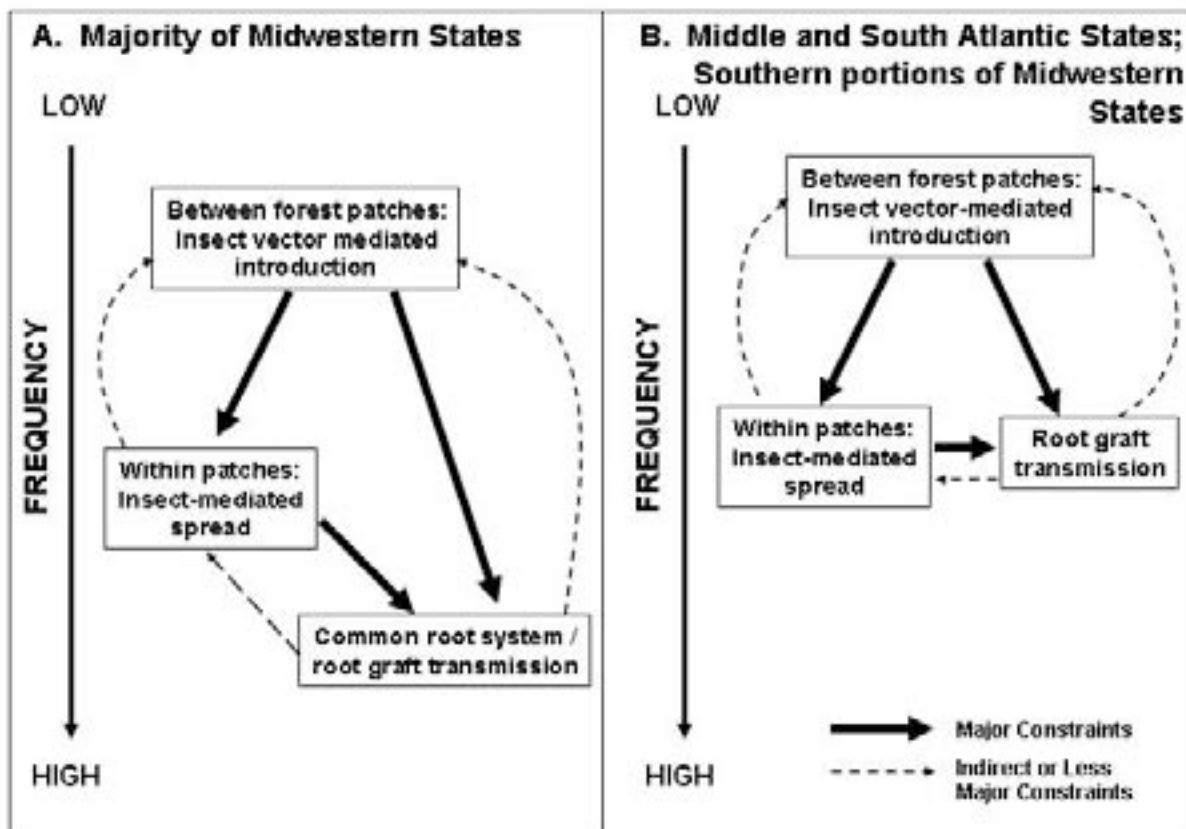 A. Majority of Midwestern States
LOW
FREQUENCY
Between forest patches:
Insect vector mediated
introduction
Within patches:
Insect-mediated
spread
Common root system /
root graft transmission
HIGH
B. Middle and South Atlantic States;
Southern portions of Midwestern
States
LOW
FREQUENCY
Between forest patches:
Insect vector-mediated
introduction
Within patches:
Insect-mediated
spread
Root graft
transmission
HIGH
Major Constraints
Indirect or Less
Major Constraints